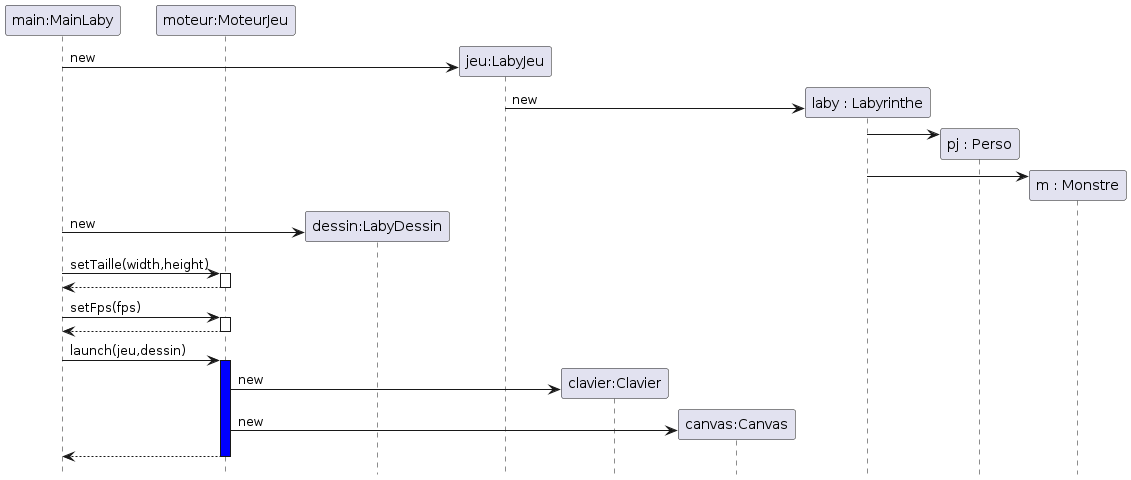 main:MainLaby
moteur:MoteurJeu
new
jeu:LabyJeu
new
laby : Labyrinthe
pj : Perso
m : Monstre
new
dessin:LabyDessin
setTaille(width,height)
setFps(fps)
launch(jeu,dessin)
new
clavier:Clavier
new
canvas:Canvas